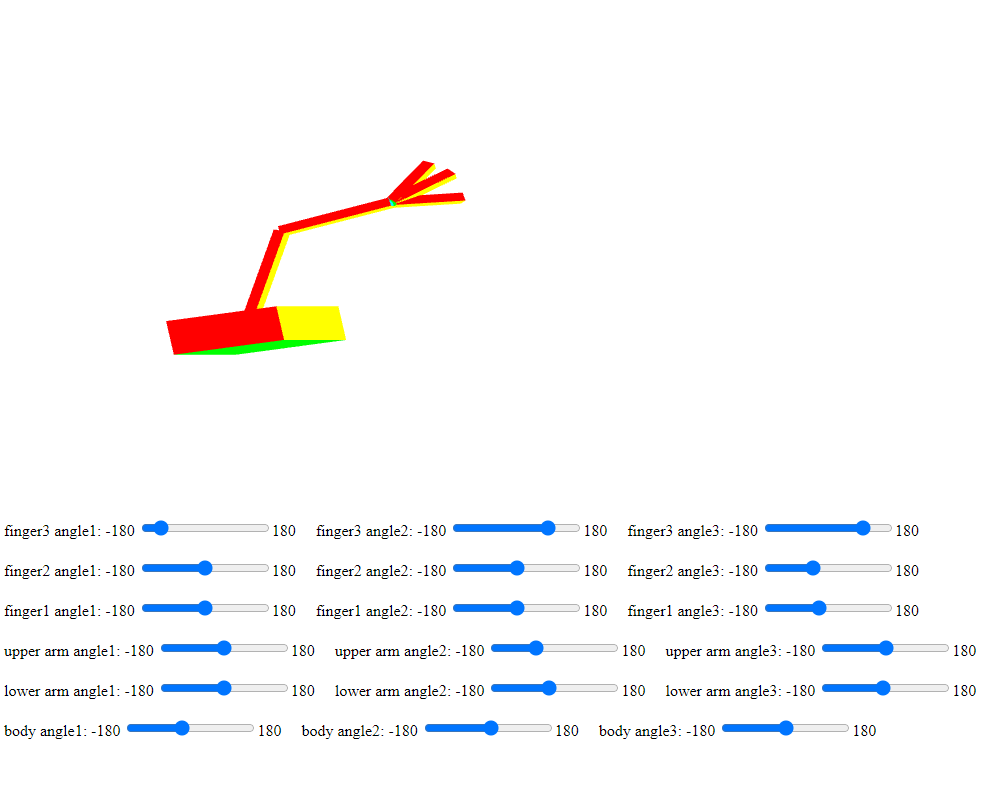 finger3 angle1: -180 180 finger3 angle2: -180 180 finger3 angle3: -180 180
finger2 angle1: -180 180 finger2 angle2: -180 180 finger2 angle3: -180 180
finger1 angle1: -180 180 finger1 angle2: -180 180 finger1 angle3: -180 180
upper arm angle1: -180 180 upper arm angle2: -180 180 upper arm angle3: -180 180
lower arm angle1: -180 180 lower arm angle2: -180 180 lower arm angle3: -180 180
body angle1: -180 180 body angle2: -180 180 body angle3: -180 180